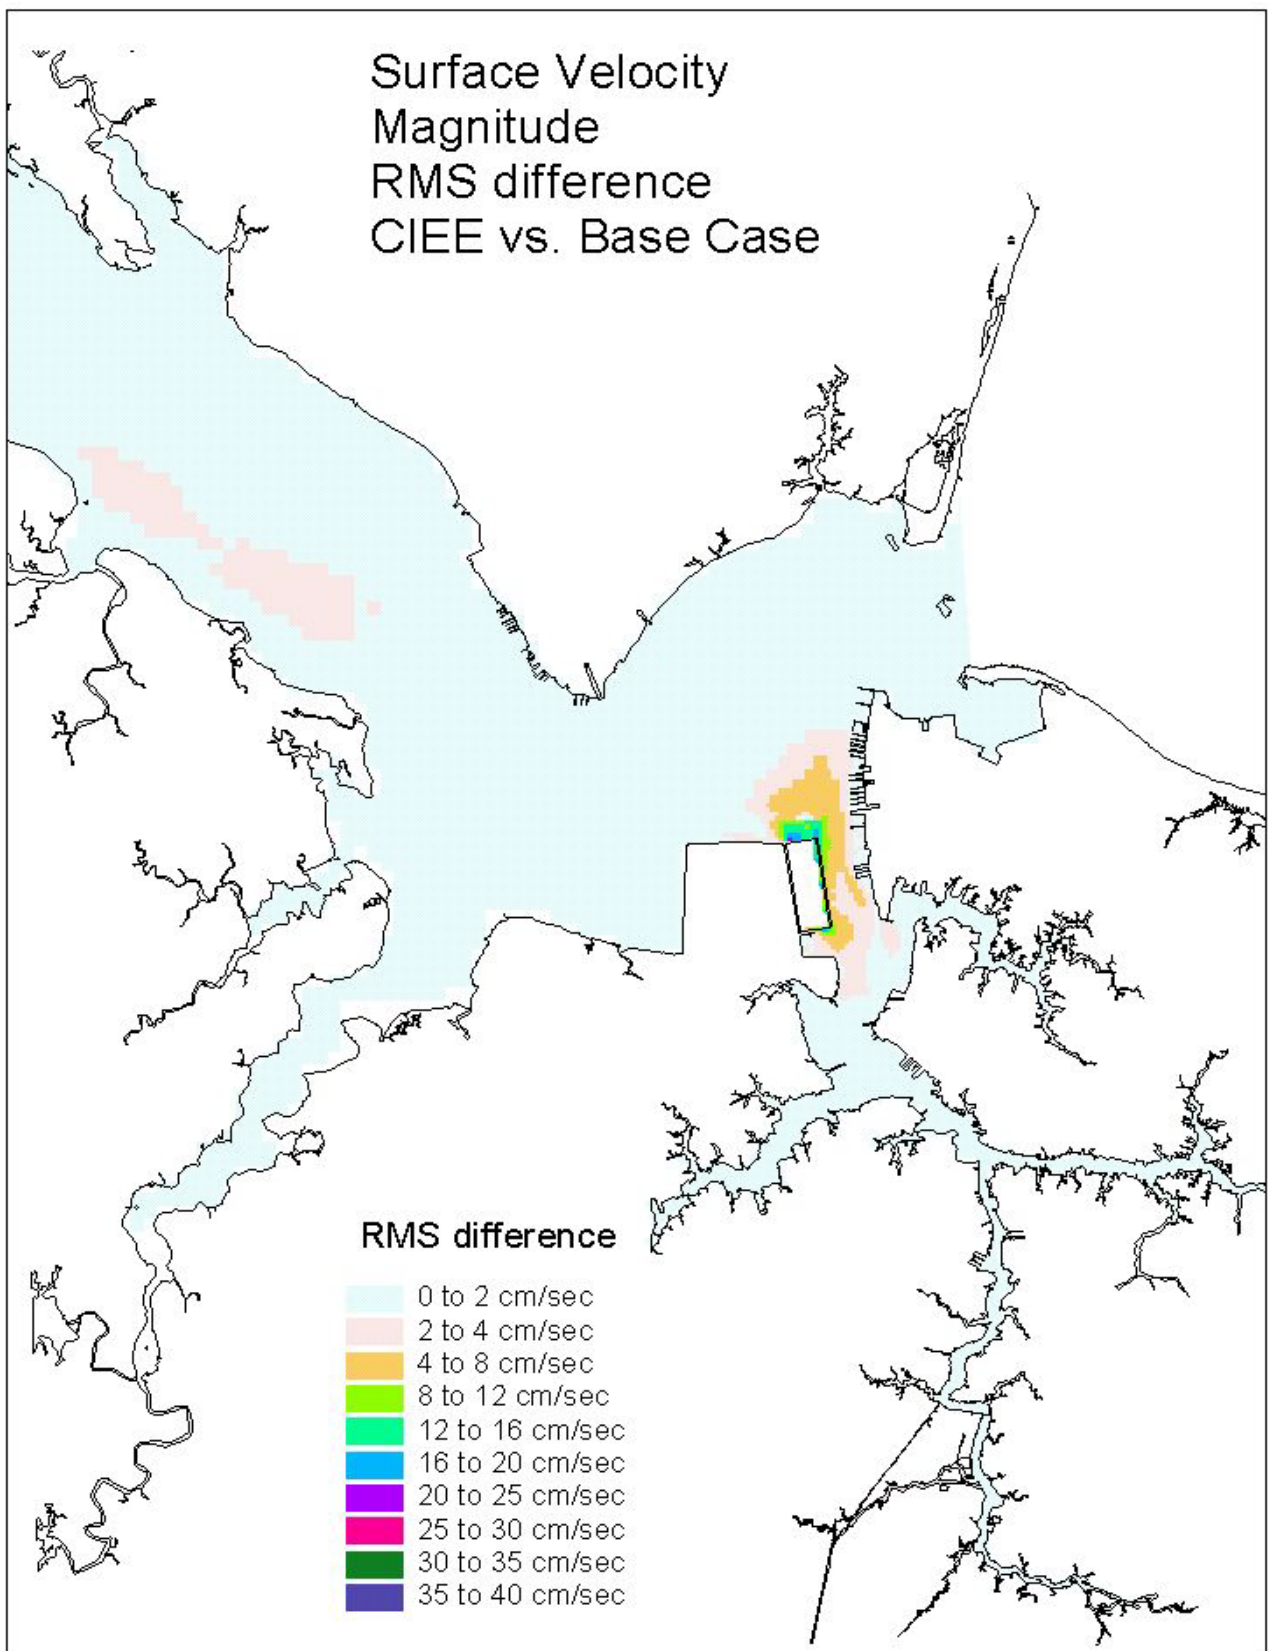 Surface Velocity
Magnitude
RMS difference
CIEE vs. Base Case
RMS difference
0 to 2 cm/sec
2 to 4 cm/sec
4 to 8 cm/sec
8 to 12 cm/sec
12 to 16 cm/sec
16 to 20 cm/sec
20 to 25 cm/sec
25 to 30 cm/sec
30 to 35 cm/sec
35 to 40 cm/sec